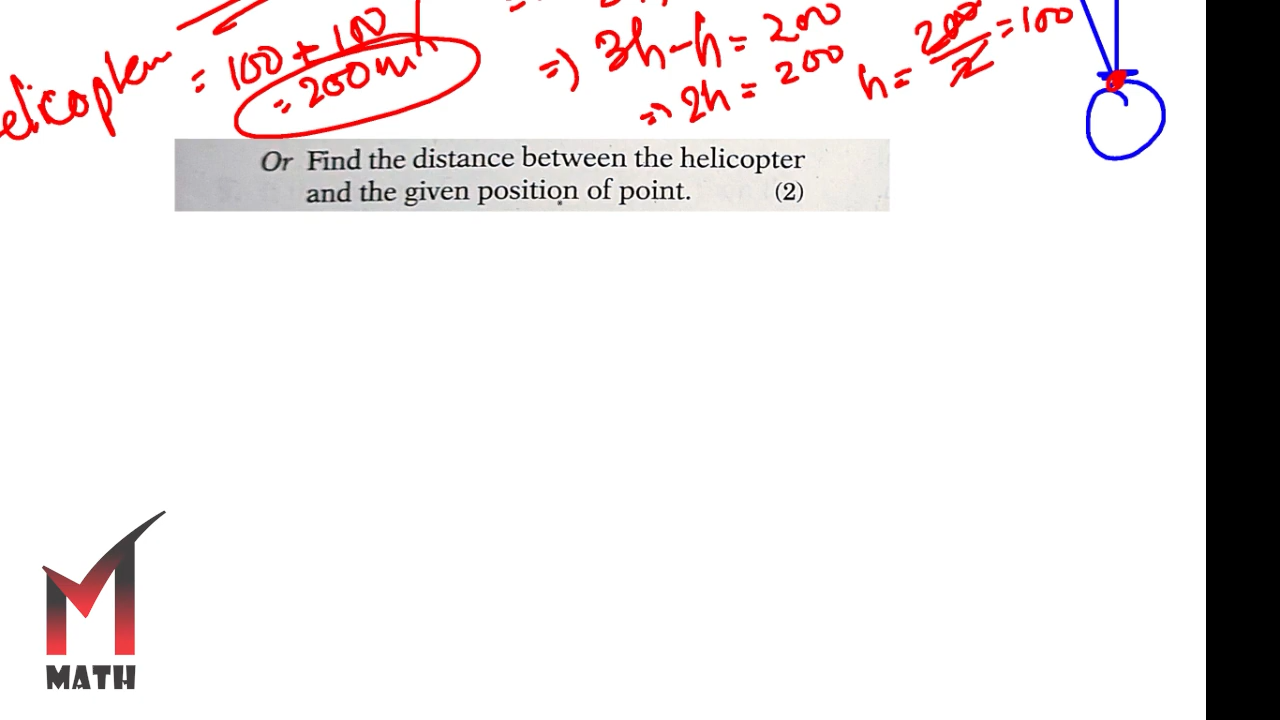 elicopter = 100 + 100
= 200 m
=) 3h - h = 200
=> 2h = 200
h = 200/2 = 100
Or Find the distance between the helicopter
and the given position of point. (2)
MATH